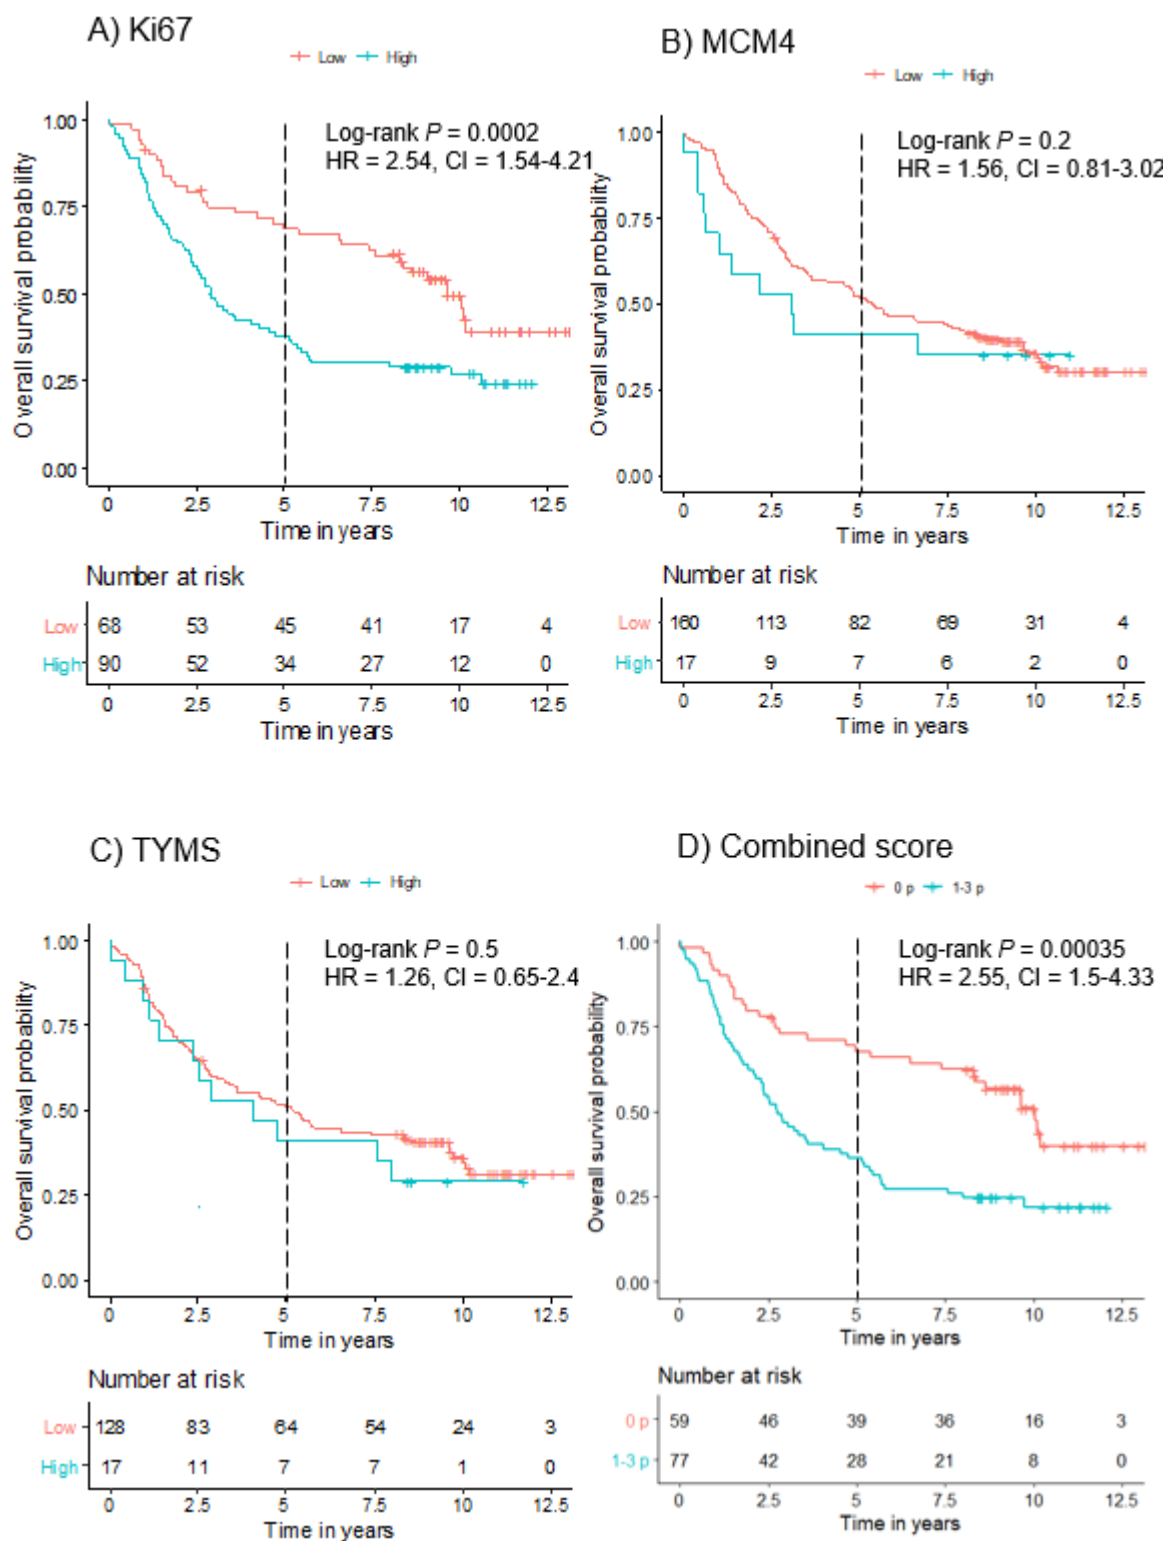 A) Ki67
Low High
Log-rank P = 0.0002
HR = 2.54, CI = 1.54-4.21
Overall survival probability
1.00
0.75
0.50
0.25
0.00
0 2.5 5 7.5 10 12.5
Time in years
Number at risk
Low 68 53 45 41 17 4
High 90 52 34 27 12 0
0 2.5 5 7.5 10 12.5
Time in years
B) MCM4
Low High
Log-rank P = 0.2
HR = 1.56, CI = 0.81-3.02
Overall survival probability
1.00
0.75
0.50
0.25
0.00
0 2.5 5 7.5 10 12.5
Time in years
Number at risk
Low 160 113 82 69 31 4
High 17 9 7 6 2 0
0 2.5 5 7.5 10 12.5
Time in years
C) TYMS
Low High
Log-rank P = 0.5
HR = 1.26, CI = 0.65-2.4
Overall survival probability
1.00
0.75
0.50
0.25
0.00
0 2.5 5 7.5 10 12.5
Time in years
Number at risk
Low 128 83 64 54 24 3
High 17 11 7 7 1 0
0 2.5 5 7.5 10 12.5
Time in years
D) Combined score
0 p 1-3 p
Log-rank P = 0.00035
HR = 2.55, CI = 1.5-4.33
Overall survival probability
1.00
0.75
0.50
0.25
0.00
0 2.5 5 7.5 10 12.5
Time in years
Number at risk
0 p 59 46 39 36 16 3
1-3 p 77 42 28 21 8 0
0 2.5 5 7.5 10 12.5
Time in years